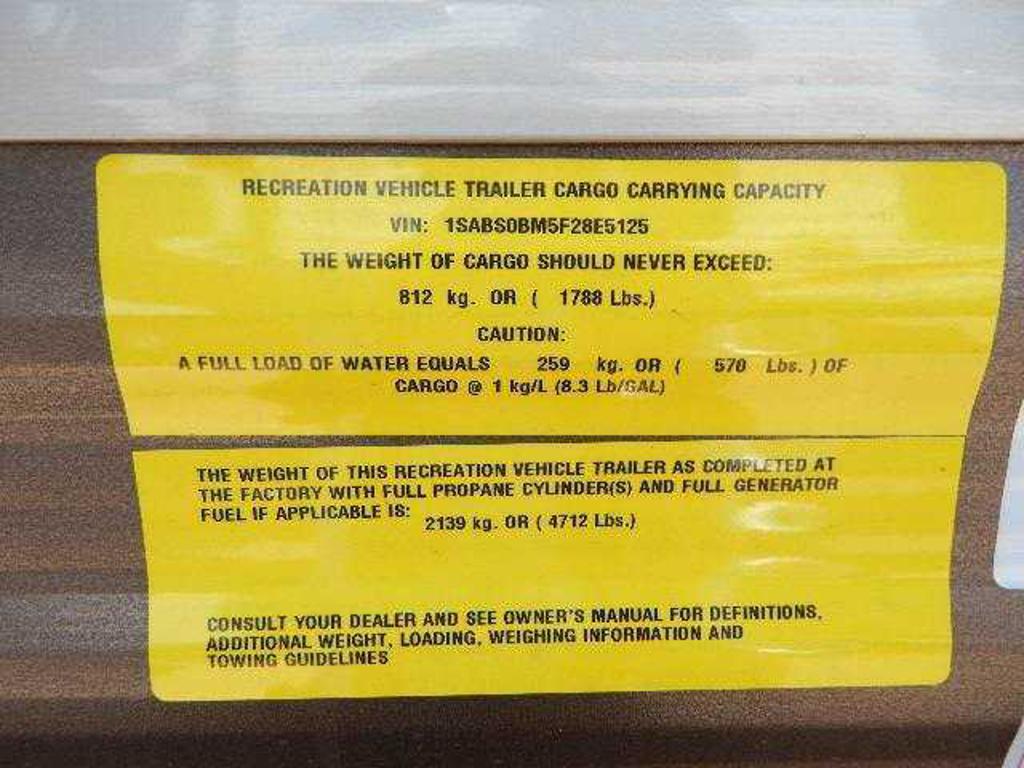 RECREATION VEHICLE TRAILER CARGO CARRYING CAPACITY
VIN: 1SABS0BM5F28E5125
THE WEIGHT OF CARGO SHOULD NEVER EXCEED:
812 kg. OR ( 1788 Lbs.)
CAUTION:
A FULL LOAD OF WATER EQUALS 259 kg. OR ( 570 Lbs. ) OF
CARGO @ 1 kg/L (8.3 Lb/GAL)
THE WEIGHT OF THIS RECREATION VEHICLE TRAILER AS COMPLETED AT
THE FACTORY WITH FULL PROPANE CYLINDER(S) AND FULL GENERATOR
FUEL IF APPLICABLE IS:
2139 kg. OR ( 4712 Lbs.)
CONSULT YOUR DEALER AND SEE OWNER'S MANUAL FOR DEFINITIONS,
ADDITIONAL WEIGHT, LOADING, WEIGHING INFORMATION AND
TOWING GUIDELINES